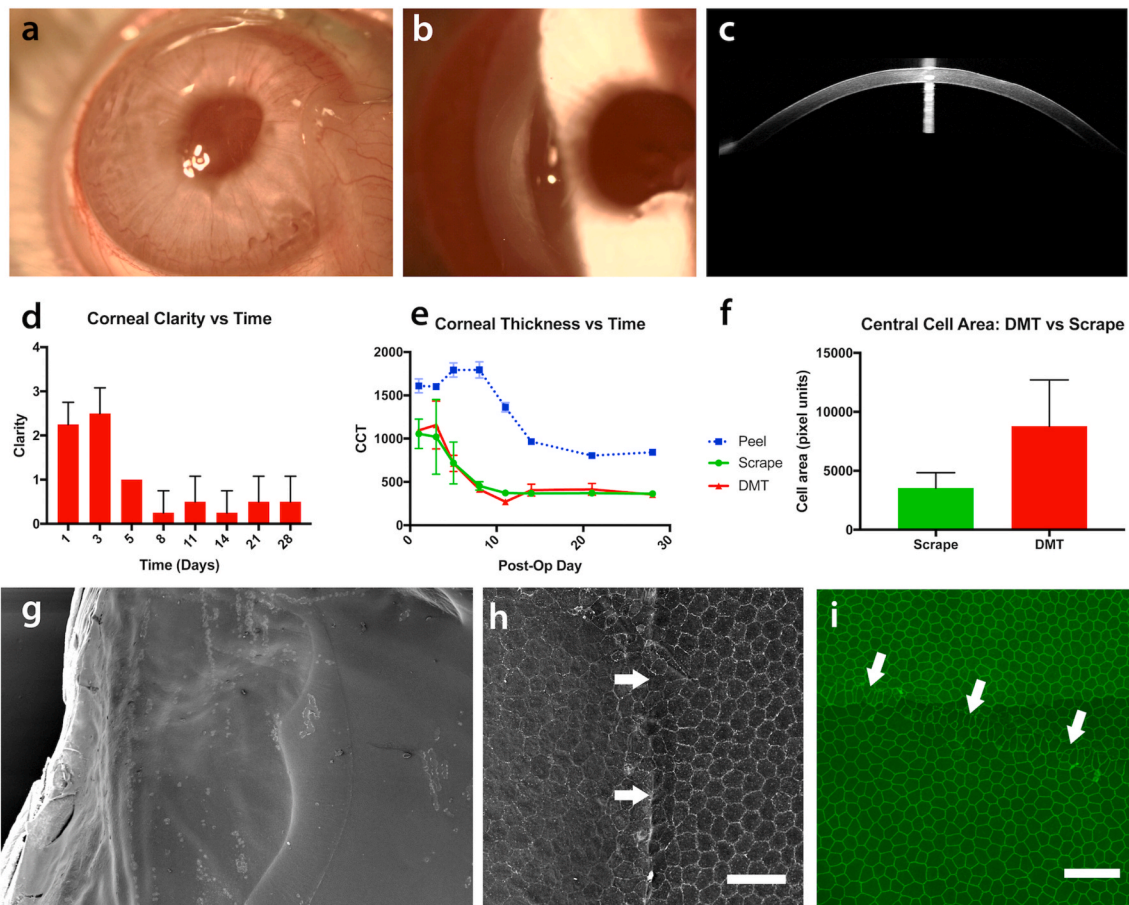 a
b
c
d
Corneal Clarity vs Time
4
3
2
1
0
Clarity
1
3
5
8
11
14
21
28
Time (Days)
e
Corneal Thickness vs Time
2000
1500
1000
500
0
CCT
0
10
20
30
Post-Op Day
Peel
Scrape
DMT
f
Central Cell Area: DMT vs Scrape
15000
10000
5000
0
Cell area (pixel units)
Scrape
DMT
g
h
i